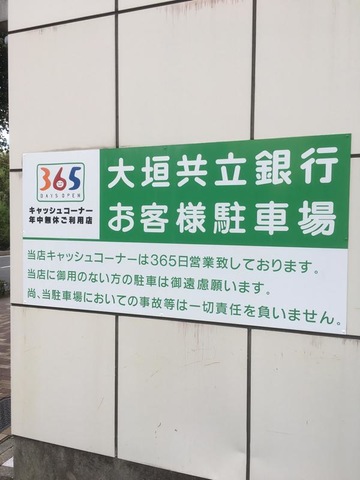 365
DAYS OPEN
キャッシュコーナー
年中無休ご利用店
大垣共立銀行
お客様駐車場
当店キャッシュコーナーは365日営業致しております。
当店に御用のない方の駐車は御遠慮願います。
尚、当駐車場においての事故等は一切責任を負いません。